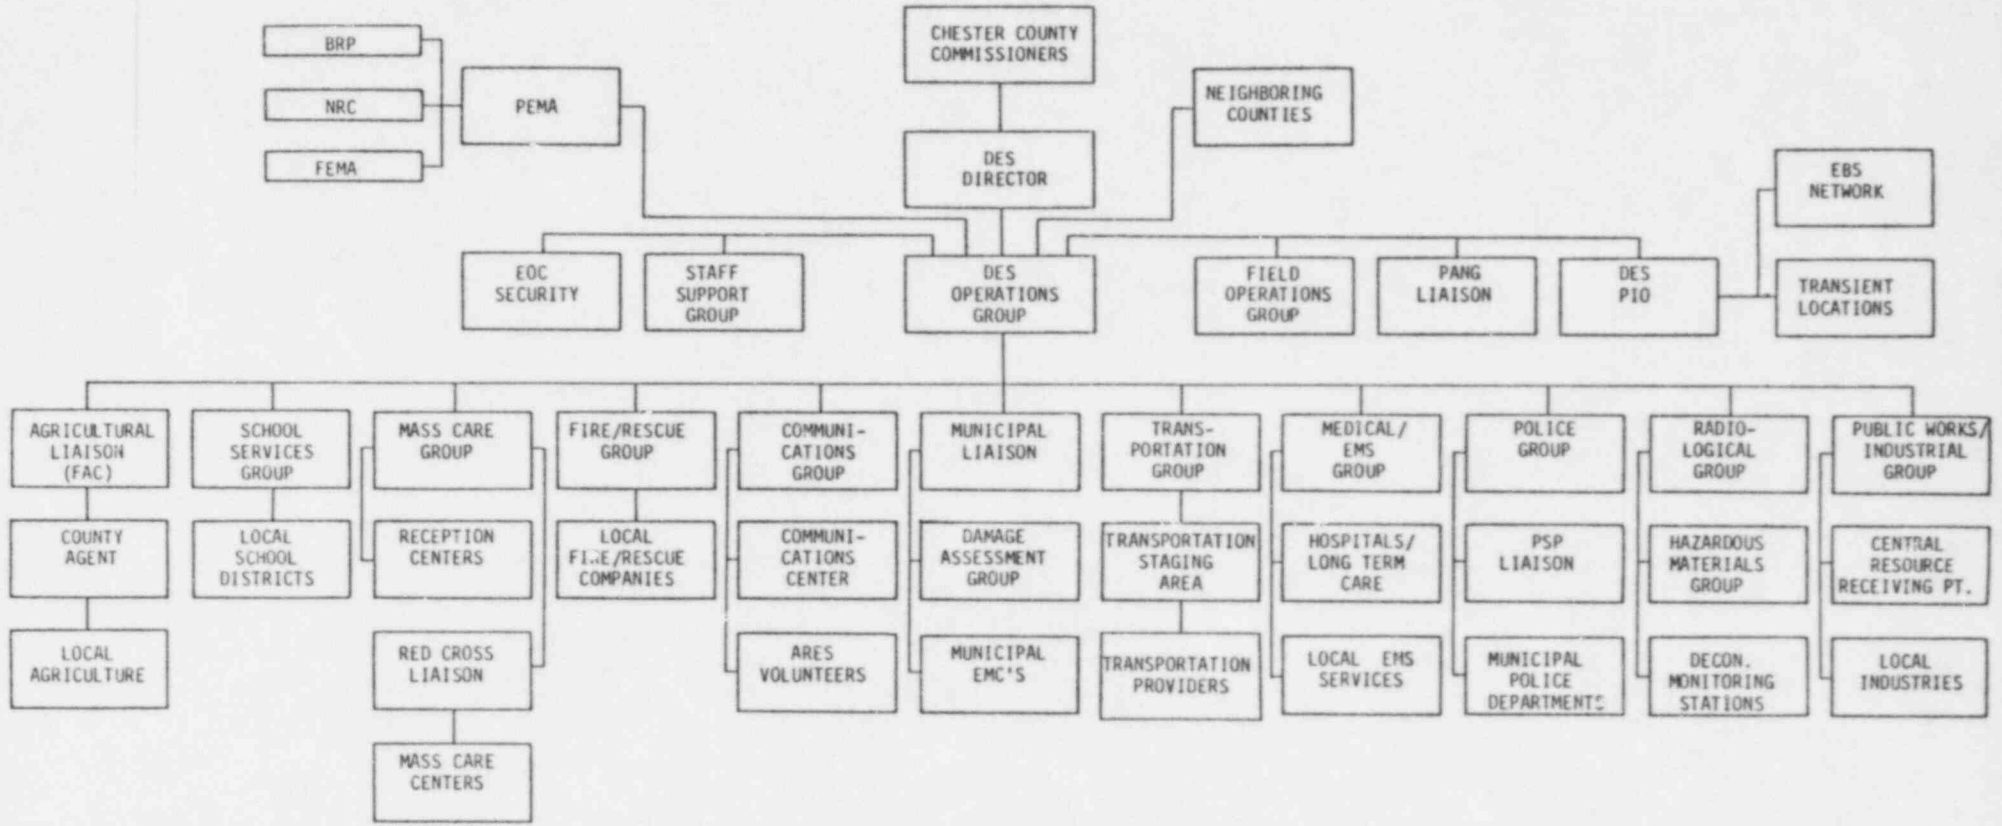 CHESTER COUNTY
COMMISSIONERS
BRP
NRC
FEMA
PEMA
NEIGHBORING
COUNTIES
DES
DIRECTOR
EBS
NETWORK
TRANSIENT
LOCATIONS
EOC
SECURITY
STAFF
SUPPORT
GROUP
DES
OPERATIONS
GROUP
FIELD
OPERATIONS
GROUP
PANG
LIAISON
DES
PIO
AGRICULTURAL
LIAISON
(FAC)
SCHOOL
SERVICES
GROUP
MASS CARE
GROUP
FIRE/RESCUE
GROUP
COMMUNI-
CATIONS
GROUP
MUNICIPAL
LIAISON
TRANS-
PORTATION
GROUP
MEDICAL/
EMS
GROUP
POLICE
GROUP
RADIO-
LOGICAL
GROUP
PUBLIC WORKS/
INDUSTRIAL
GROUP
COUNTY
AGENT
LOCAL
SCHOOL
DISTRICTS
RECEPTION
CENTERS
LOCAL
FIRE/RESCUE
COMPANIES
COMMUNI-
CATIONS
CENTER
DAMAGE
ASSESSMENT
GROUP
TRANSPORTATION
STAGING
AREA
HOSPITALS/
LONG TERM
CARE
PSP
LIAISON
HAZARDOUS
MATERIALS
GROUP
CENTRAL
RESOURCE
RECEIVING PT.
LOCAL
AGRICULTURE
RED CROSS
LIAISON
ARES
VOLUNTEERS
MUNICIPAL
EMC'S
TRANSPORTATION
PROVIDERS
LOCAL EMS
SERVICES
MUNICIPAL
POLICE
DEPARTMENTS
DECON.
MONITORING
STATIONS
LOCAL
INDUSTRIES
MASS CARE
CENTERS